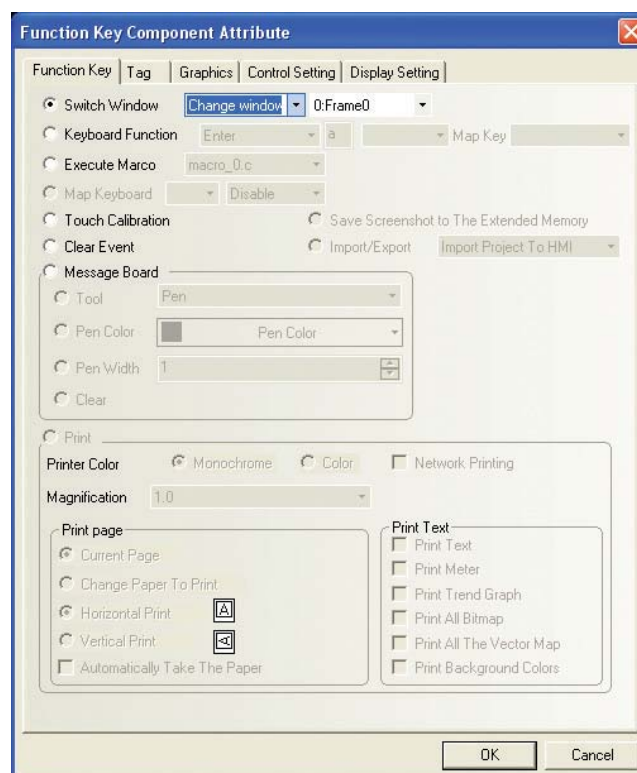 Function Key Component Attribute
Function Key Tag Graphics Control Setting Display Setting
Switch Window Change window 0:Frame0
Keyboard Function Enter a Map Key
Execute Marco macro_0.c
Map Keyboard Disable
Touch Calibration Save Screenshot to The Extended Memory
Clear Event Import/Export Import Project To HMI
Message Board
Tool Pen
Pen Color Pen Color
Pen Width 1
Clear
Print
Printer Color Monochrome Color Network Printing
Magnification 1.0
Print page Print Text
Current Page Print Text
Change Paper To Print Print Meter
Horizontal Print A Print Trend Graph
Print All Bitmap
Vertical Print A Print All The Vector Map
Automatically Take The Paper Print Background Colors
OK Cancel